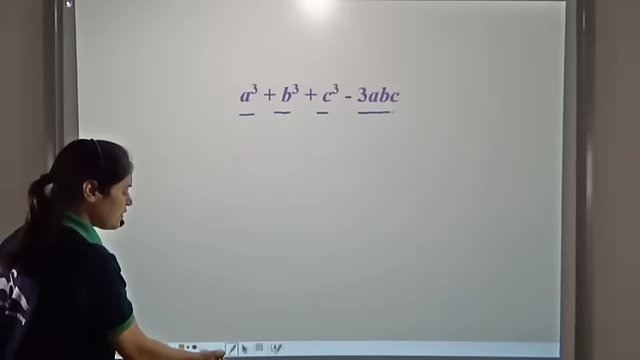 a³ + b³ + c³ - 3abc